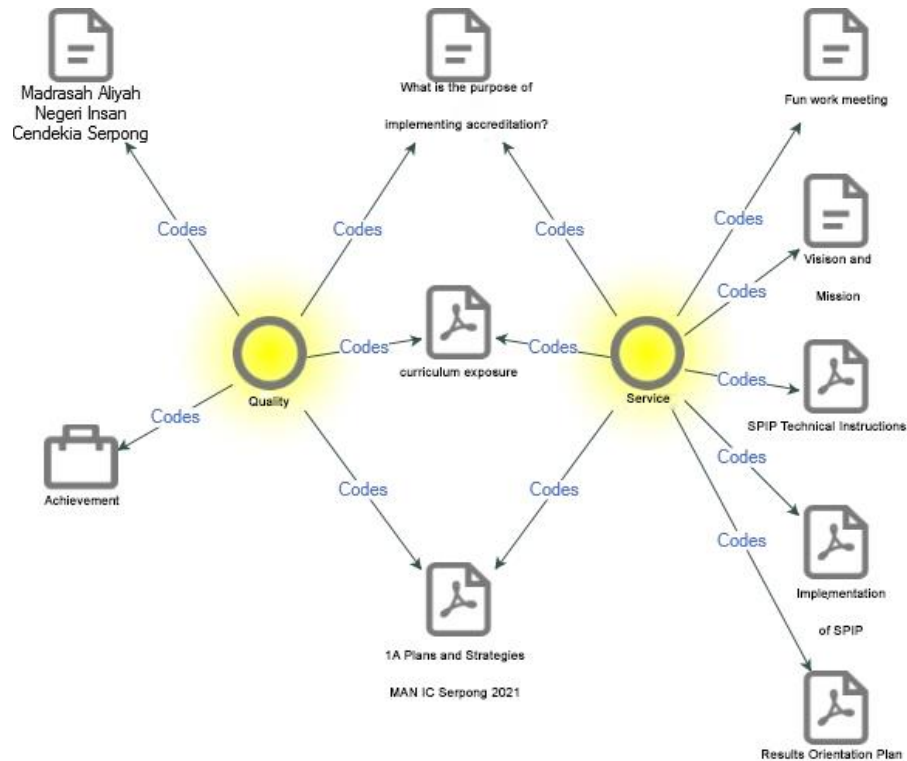 Madrasah Aliyah
Negeri Insan
Cendekia Serpong
What is the purpose of
implementing accreditation?
Fun work meeting
Codes
Codes
Codes
Codes
Visison and
Mission
Codes
Codes
Codes
curriculum exposure
Quality
Service
Codes
SPIP Technical Instructions
Codes
Achievement
Codes
Codes
Codes
Codes
Implementation
of SPIP
1A Plans and Strategies
MAN IC Serpong 2021
Results Orientation Plan